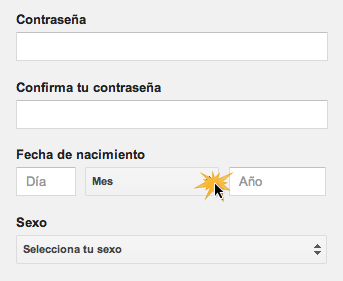 Contraseña
Confirma tu contraseña
Fecha de nacimiento
Día Mes Año
Sexo
Selecciona tu sexo